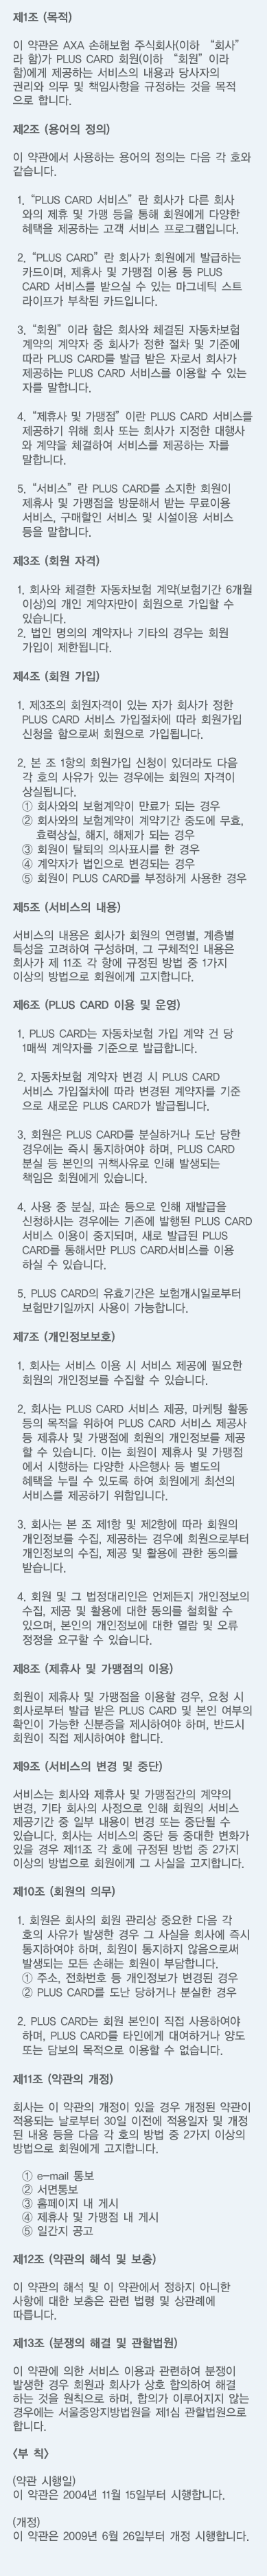 제1조 (목적)
이 약관은 AXA 손해보험 주식회사(이하 “회사”
라 함)가 PLUS CARD 회원(이하 “회원”이라
함)에게 제공하는 서비스의 내용과 당사자의
권리와 의무 및 책임사항을 규정하는 것을 목적
으로 합니다.
제2조 (용어의 정의)
이 약관에서 사용하는 용어의 정의는 다음 각 호와
같습니다.
1. “PLUS CARD 서비스”란 회사가 다른 회사
와의 제휴 및 가맹 등을 통해 회원에게 다양한
혜택을 제공하는 고객 서비스 프로그램입니다.
2. “PLUS CARD”란 회사가 회원에게 발급하는
카드이며, 제휴사 및 가맹점 이용 등 PLUS
CARD 서비스를 받으실 수 있는 마그네틱 스트
라이프가 부착된 카드입니다.
3. “회원”이라 함은 회사와 체결된 자동차보험
계약의 계약자 중 회사가 정한 절차 및 기준에
따라 PLUS CARD를 발급 받은 자로서 회사가
제공하는 PLUS CARD 서비스를 이용할 수 있는
자를 말합니다.
4. “제휴사 및 가맹점”이란 PLUS CARD 서비스를
제공하기 위해 회사 또는 회사가 지정한 대행사
와 계약을 체결하여 서비스를 제공하는 자를
말합니다.
5. “서비스”란 PLUS CARD를 소지한 회원이
제휴사 및 가맹점을 방문해서 받는 무료이용
서비스, 구매할인 서비스 및 시설이용 서비스
등을 말합니다.
제3조 (회원 자격)
1. 회사와 체결한 자동차보험 계약(보험기간 6개월
이상)의 개인 계약자만이 회원으로 가입할 수
있습니다.
2. 법인 명의의 계약자나 기타의 경우는 회원
가입이 제한됩니다.
제4조 (회원 가입)
1. 제3조의 회원자격이 있는 자가 회사가 정한
PLUS CARD 서비스 가입절차에 따라 회원가입
신청을 함으로써 회원으로 가입됩니다.
2. 본 조 1항의 회원가입 신청이 있더라도 다음
각 호의 사유가 있는 경우에는 회원의 자격이
상실됩니다.
① 회사와의 보험계약이 만료가 되는 경우
② 회사와의 보험계약이 계약기간 중도에 무효,
효력상실, 해지, 해제가 되는 경우
③ 회원이 탈퇴의 의사표시를 한 경우
④ 계약자가 법인으로 변경되는 경우
⑤ 회원이 PLUS CARD를 부정하게 사용한 경우
제5조 (서비스의 내용)
서비스의 내용은 회사가 회원의 연령별, 계층별
특성을 고려하여 구성하며, 그 구체적인 내용은
회사가 제 11조 각 항에 규정된 방법 중 1가지
이상의 방법으로 회원에게 고지합니다.
제6조 (PLUS CARD 이용 및 운영)
1. PLUS CARD는 자동차보험 가입 계약 건 당
1매씩 계약자를 기준으로 발급합니다.
2. 자동차보험 계약자 변경 시 PLUS CARD
서비스 가입절차에 따라 변경된 계약자를 기준
으로 새로운 PLUS CARD가 발급됩니다.
3. 회원은 PLUS CARD를 분실하거나 도난 당한
경우에는 즉시 통지하여야 하며, PLUS CARD
분실 등 본인의 귀책사유로 인해 발생되는
책임은 회원에게 있습니다.
4. 사용 중 분실, 파손 등으로 인해 재발급을
신청하시는 경우에는 기존에 발행된 PLUS CARD
서비스 이용이 중지되며, 새로 발급된 PLUS
CARD를 통해서만 PLUS CARD서비스를 이용
하실 수 있습니다.
5. PLUS CARD의 유효기간은 보험개시일로부터
보험만기일까지 사용이 가능합니다.
제7조 (개인정보보호)
1. 회사는 서비스 이용 시 서비스 제공에 필요한
회원의 개인정보를 수집할 수 있습니다.
2. 회사는 PLUS CARD 서비스 제공, 마케팅 활동
등의 목적을 위하여 PLUS CARD 서비스 제공사
등 제휴사 및 가맹점에 회원의 개인정보를 제공
할 수 있습니다. 이는 회원이 제휴사 및 가맹점
에서 시행하는 다양한 사은행사 등 별도의
혜택을 누릴 수 있도록 하여 회원에게 최선의
서비스를 제공하기 위함입니다.
3. 회사는 본 조 제1항 및 제2항에 따라 회원의
개인정보를 수집, 제공하는 경우에 회원으로부터
개인정보의 수집, 제공 및 활용에 관한 동의를
받습니다.
4. 회원 및 그 법정대리인은 언제든지 개인정보의
수집, 제공 및 활용에 대한 동의를 철회할 수
있으며, 본인의 개인정보에 대한 열람 및 오류
정정을 요구할 수 있습니다.
제8조 (제휴사 및 가맹점의 이용)
회원이 제휴사 및 가맹점을 이용할 경우, 요청 시
회사로부터 발급 받은 PLUS CARD 및 본인 여부의
확인이 가능한 신분증을 제시하여야 하며, 반드시
회원이 직접 제시하여야 합니다.
제9조 (서비스의 변경 및 중단)
서비스는 회사와 제휴사 및 가맹점간의 계약의
변경, 기타 회사의 사정으로 인해 회원의 서비스
제공기간 중 일부 내용이 변경 또는 중단될 수
있습니다. 회사는 서비스의 중단 등 중대한 변화가
있을 경우 제11조 각 호에 규정된 방법 중 2가지
이상의 방법으로 회원에게 그 사실을 고지합니다.
제10조 (회원의 의무)
1. 회원은 회사의 회원 관리상 중요한 다음 각
호의 사유가 발생한 경우 그 사실을 회사에 즉시
통지하여야 하며, 회원이 통지하지 않음으로써
발생되는 모든 손해는 회원이 부담합니다.
① 주소, 전화번호 등 개인정보가 변경된 경우
② PLUS CARD를 도난 당하거나 분실한 경우
2. PLUS CARD는 회원 본인이 직접 사용하여야
하며, PLUS CARD를 타인에게 대여하거나 양도
또는 담보의 목적으로 이용할 수 없습니다.
제11조 (약관의 개정)
회사는 이 약관의 개정이 있을 경우 개정된 약관이
적용되는 날로부터 30일 이전에 적용일자 및 개정
된 내용 등을 다음 각 호의 방법 중 2가지 이상의
방법으로 회원에게 고지합니다.
① e-mail 통보
② 서면통보
③ 홈페이지 내 게시
④ 제휴사 및 가맹점 내 게시
⑤ 일간지 공고
제12조 (약관의 해석 및 보충)
이 약관의 해석 및 이 약관에서 정하지 아니한
사항에 대한 보충은 관련 법령 및 상관례에
따릅니다.
제13조 (분쟁의 해결 및 관할법원)
이 약관에 의한 서비스 이용과 관련하여 분쟁이
발생한 경우 회원과 회사가 상호 합의하여 해결
하는 것을 원칙으로 하며, 합의가 이루어지지 않는
경우에는 서울중앙지방법원을 제1심 관할법원으로
합니다.
<부 칙>
(약관 시행일)
이 약관은 2004년 11월 15일부터 시행합니다.
(개정)
이 약관은 2009년 6월 26일부터 개정 시행합니다.